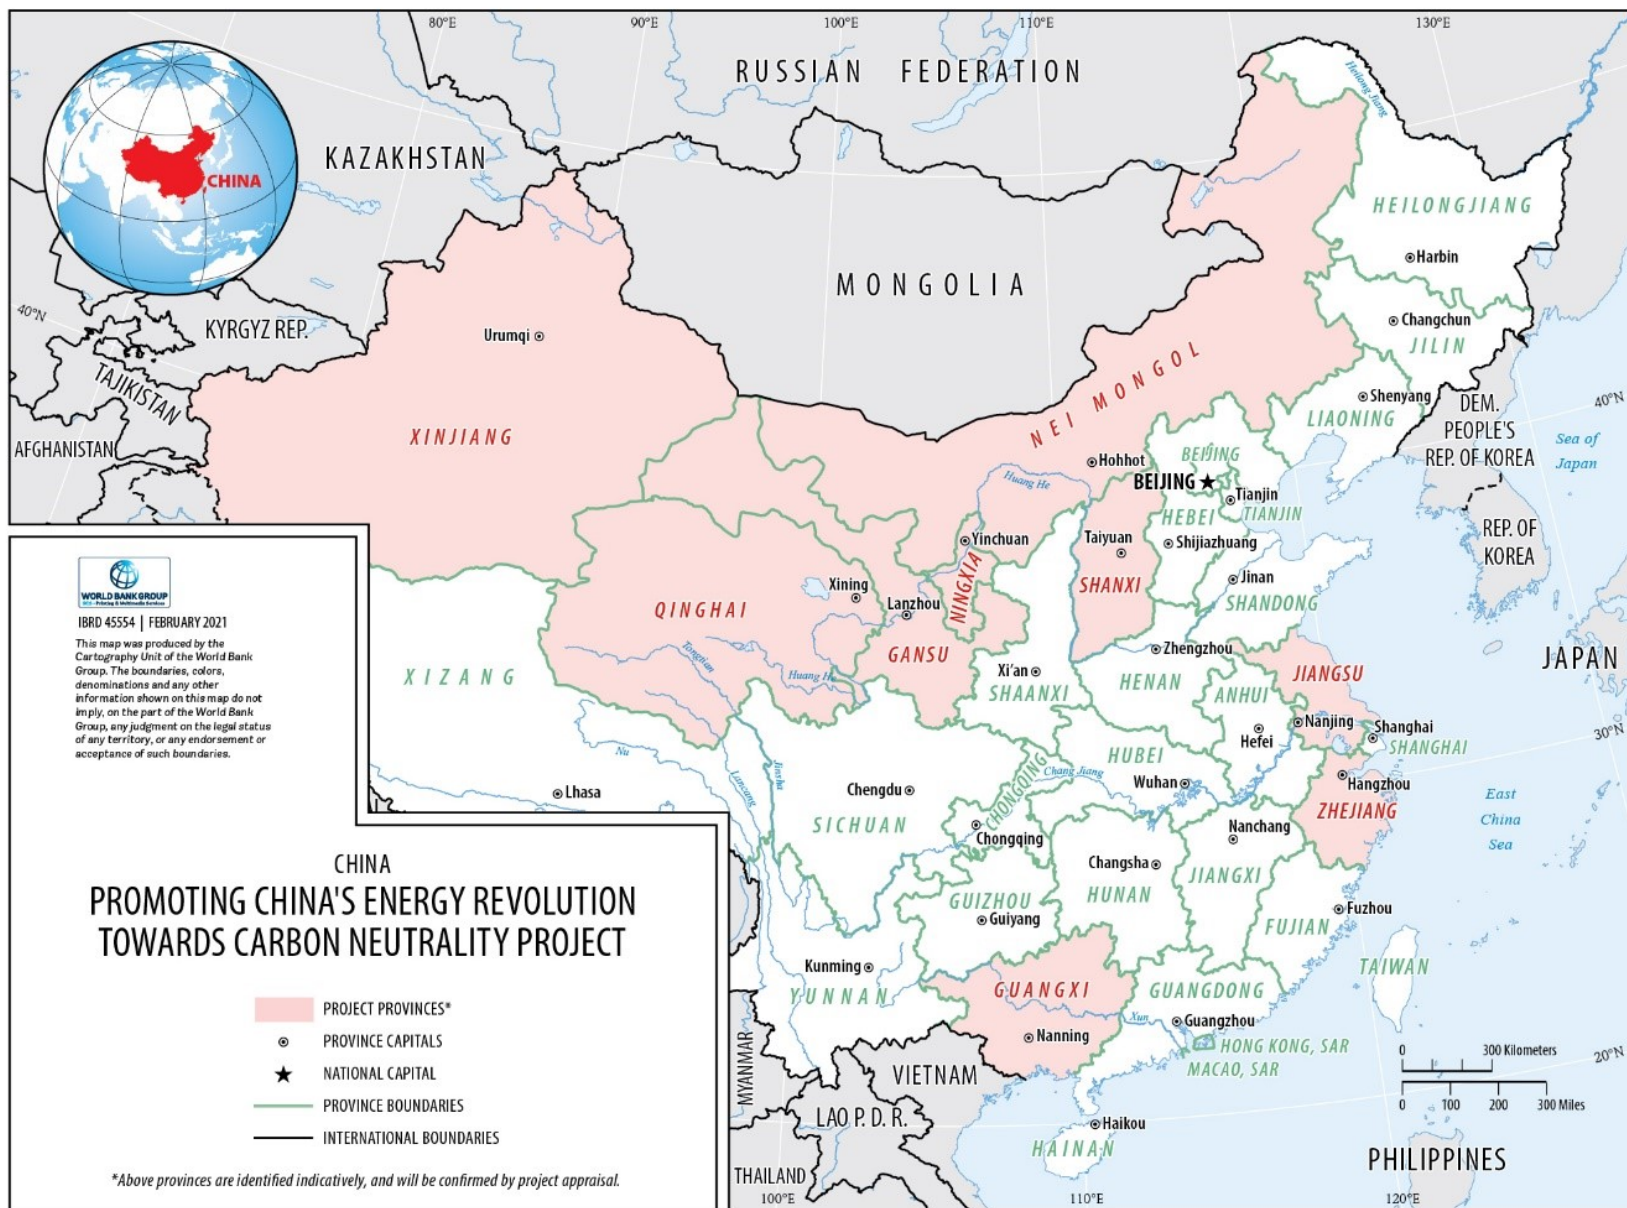 80°E
90°E
100°E
110°E
130°E
RUSSIAN FEDERATION
Heilong Jiang
KAZAKHSTAN
CHINA
HEILONGJIANG
Harbin
MONGOLIA
40°N
KYRGYZ REP.
Urumqi
Changchun
JILIN
TAJIKISTAN
NEI MONGOL
Shenyang
LIAONING
40°N
DEM.
PEOPLE'S
REP. OF KOREA
Sea of
Japan
AFGHANISTAN
XINJIANG
Hohhot
BEIJING
BEIJING
Huang He
Tianjin
TIANJIN
HEBEI
Yinchuan
Taiyuan
Shijiazhuang
REP. OF
KOREA
WORLD BANK GROUP
IBRD 45554 | FEBRUARY 2021
This map was produced by the
Cartography Unit of the World Bank
Group. The boundaries, colors,
denominations and any other
information shown on this map do not
imply, on the part of the World Bank
Group, any judgment on the legal status
of any territory, or any endorsement or
acceptance of such boundaries.
Xining
Lanzhou
NINGXIA
SHANXI
Jinan
SHANDONG
QINGHAI
GANSU
Tongtian
Huang He
Zhengzhou
JIANGSU
JAPAN
XIZANG
Xi'an
SHAANXI
HENAN
ANHUI
Nanjing
Shanghai
SHANGHAI
30°N
Hefei
Nu
Lancang
Jinsha
HUBEI
Chang Jiang
Wuhan
Hangzhou
ZHEJIANG
East
China
Sea
Lhasa
Chengdu
SICHUAN
CHONGQING
Chongqing
Nanchang
Changsha
HUNAN
JIANGXI
GUIZHOU
Guiyang
Fuzhou
FUJIAN
Kunming
YUNNAN
GUANGXI
GUANGDONG
TAIWAN
Nanning
Xun
Guangzhou
HONG KONG, SAR
MACAO, SAR
20°N
0 300 Kilometers
0 100 200 300 Miles
MYANMAR
VIETNAM
LAO P. D. R.
Haikou
HAINAN
THAILAND
PHILIPPINES
100°E
110°E
120°E
CHINA
PROMOTING CHINA'S ENERGY REVOLUTION
TOWARDS CARBON NEUTRALITY PROJECT
PROJECT PROVINCES*
PROVINCE CAPITALS
NATIONAL CAPITAL
PROVINCE BOUNDARIES
INTERNATIONAL BOUNDARIES
*Above provinces are identified indicatively, and will be confirmed by project appraisal.